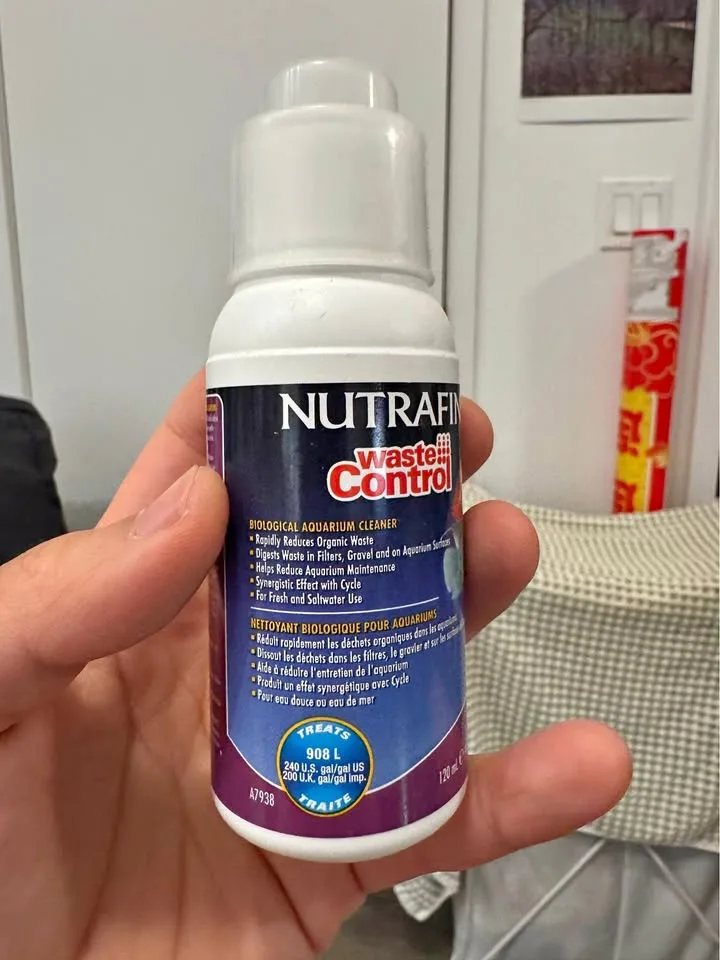 NUTRAFIN
waste
Control
BIOLOGICAL AQUARIUM CLEANER
▪ Rapidly Reduces Organic Waste
▪ Digests Waste in Filters, Gravel and on Aquarium Surfaces
▪ Helps Reduce Aquarium Maintenance
▪ Synergistic Effect with Cycle
▪ For Fresh and Saltwater Use
NETTOYANT BIOLOGIQUE POUR AQUARIUMS
▪ Réduit rapidement les déchets organiques dans les aquariums
▪ Dissout les déchets dans les filtres, le gravier et sur les
▪ Aide à réduire l'entretien de l'aquarium
▪ Produit un effet synergétique avec Cycle
▪ Pour eau douce ou eau de mer
TREATS
908 L
240 U.S. gal/gal US
200 U.K. gal/gal Imp.
TRAITE
A7938
120 mL